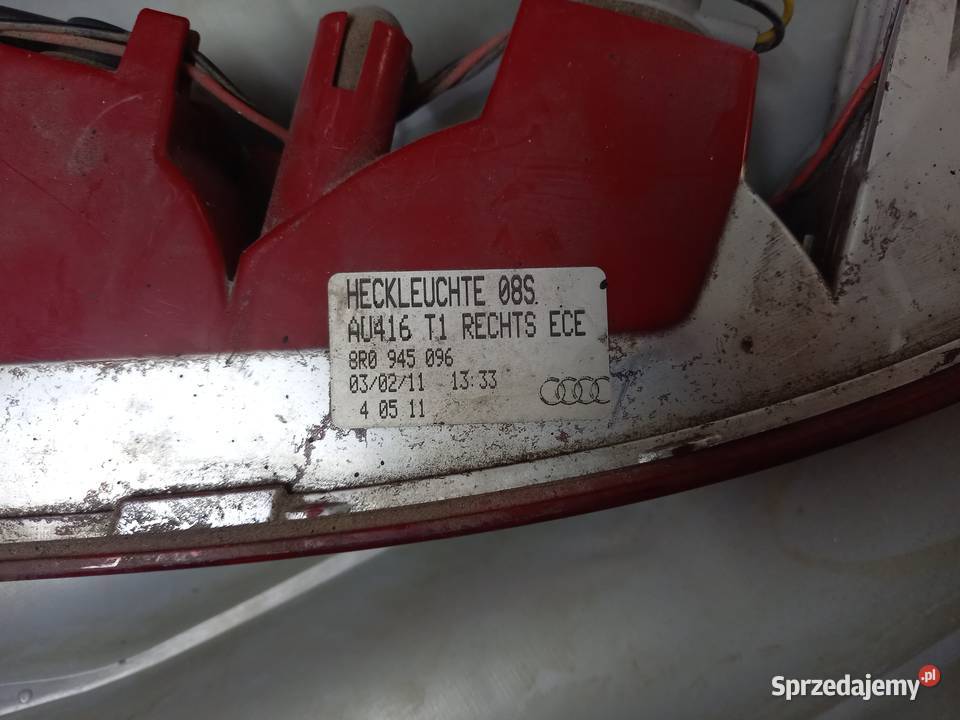 HECKLEUCHTE 08S
AU416 T1 RECHTS ECE
8R0 945 096
03/02/11 13:33
4 05 11
Sprzedajemy.pl